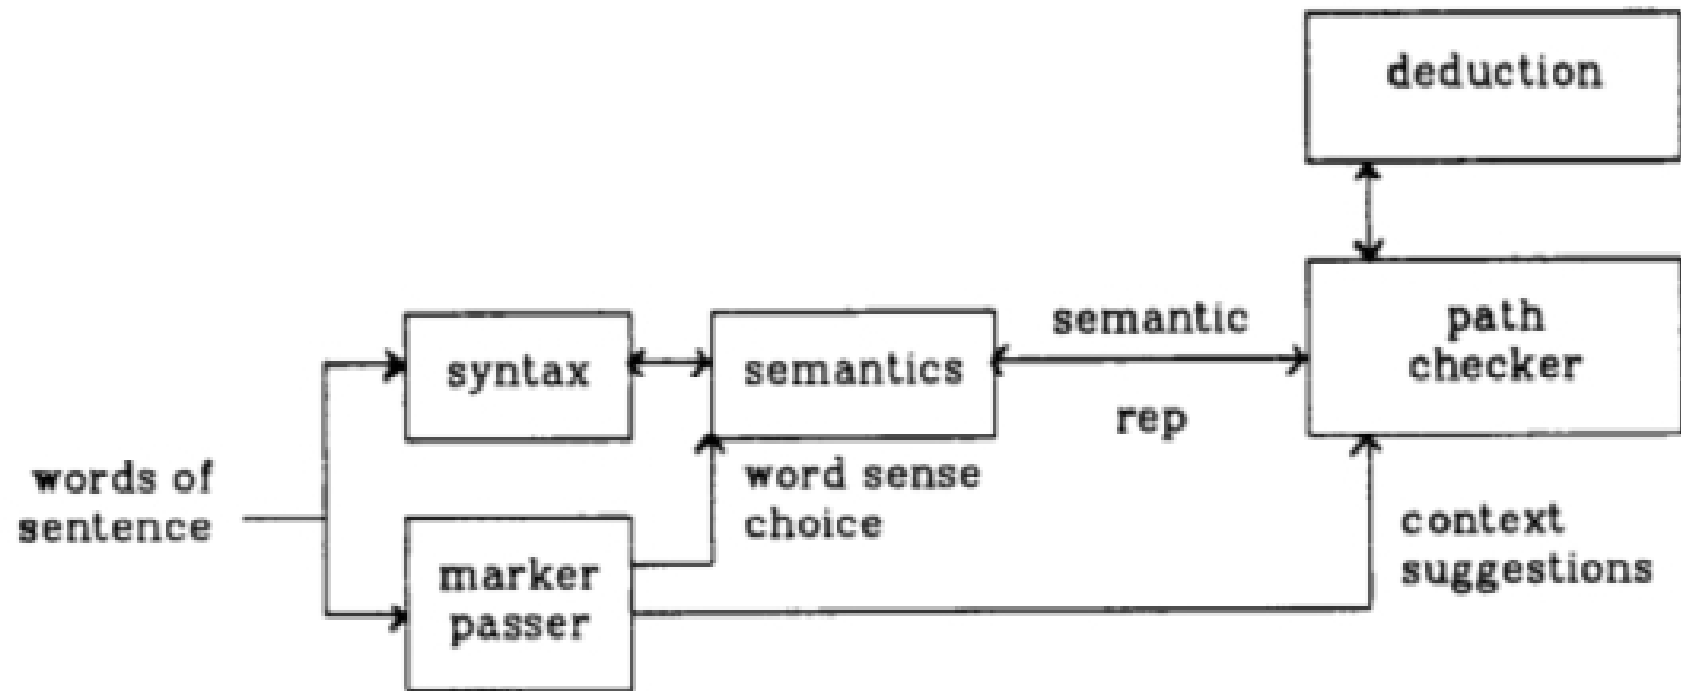 deduction
path
checker
semantic
rep
syntax
semantics
word sense
choice
words of
sentence
marker
passer
context
suggestions